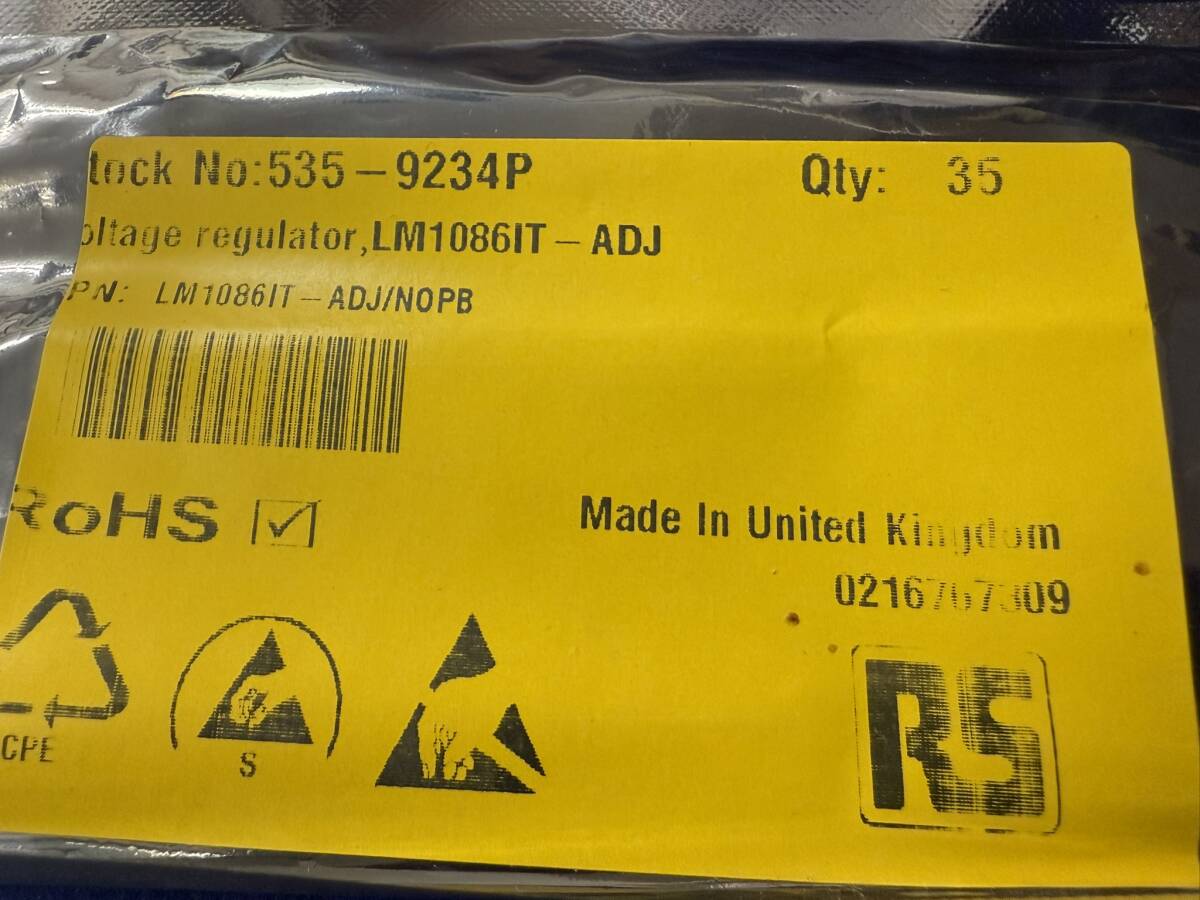 tock No:535-9234P Qty: 35
oltage regulator,LM1086IT-ADJ
PN: LM1086IT-ADJ/NOPB
RoHS
Made In United Kingdom
0216767309
CPE
S
RS